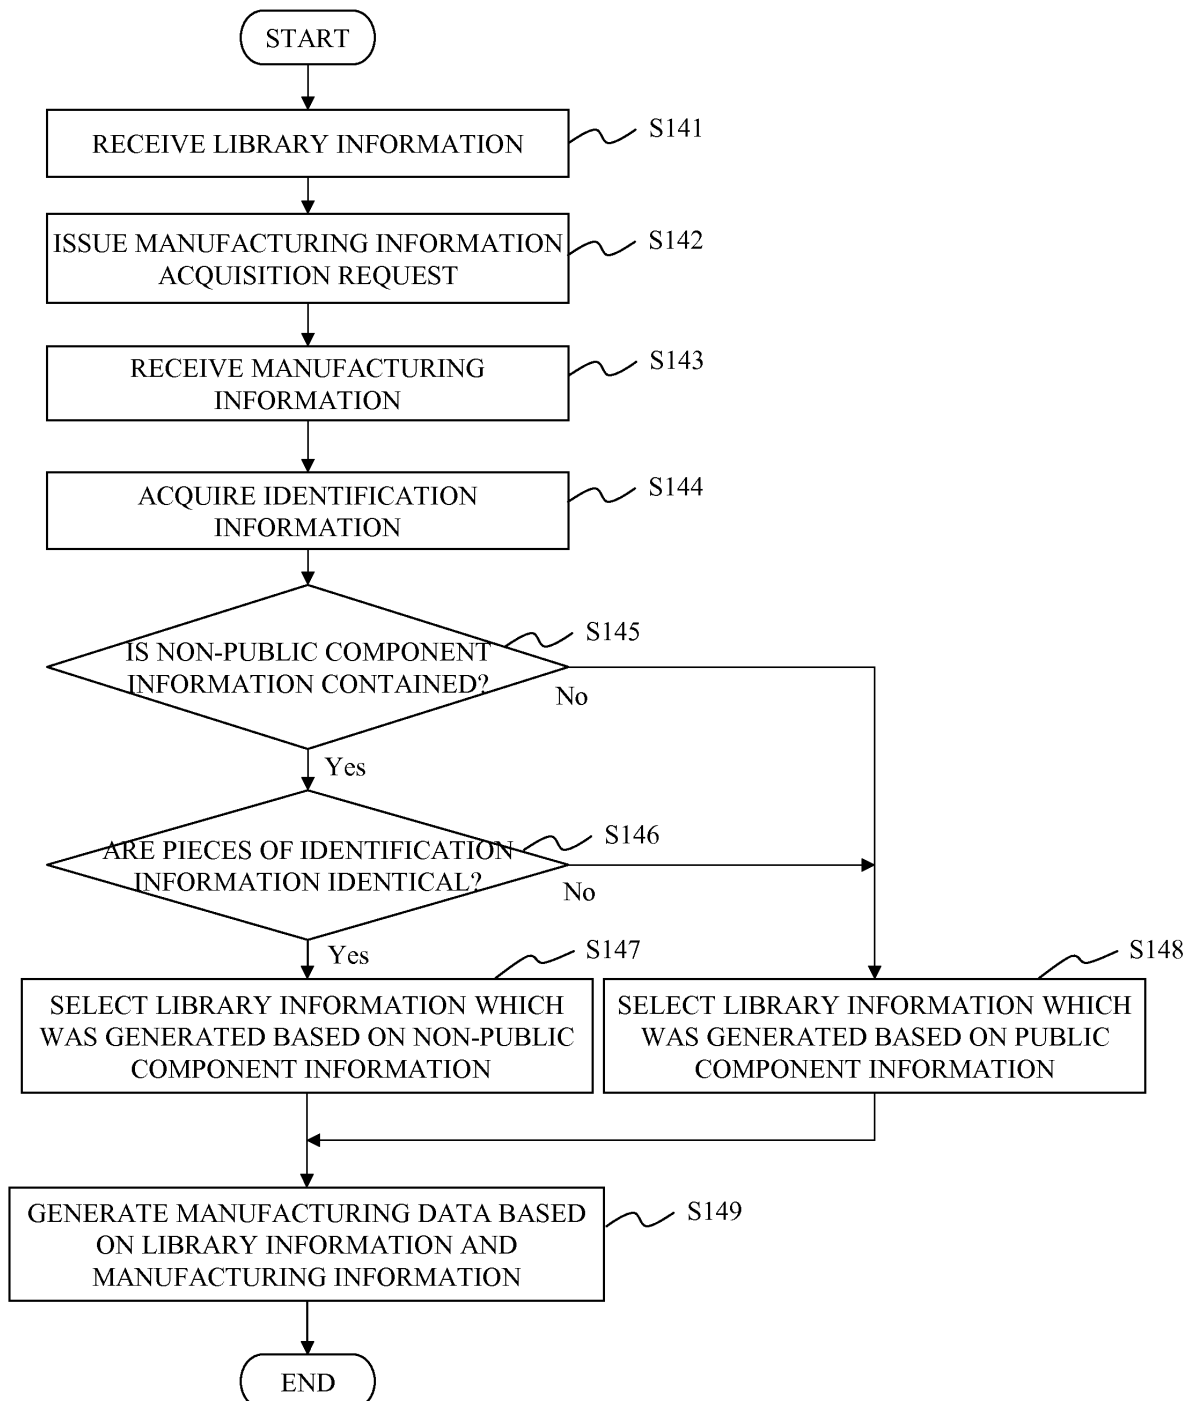 START
RECEIVE LIBRARY INFORMATION
S141
ISSUE MANUFACTURING INFORMATION
ACQUISITION REQUEST
S142
RECEIVE MANUFACTURING
INFORMATION
S143
ACQUIRE IDENTIFICATION
INFORMATION
S144
IS NON-PUBLIC COMPONENT
INFORMATION CONTAINED?
S145
No
Yes
ARE PIECES OF IDENTIFICATION
INFORMATION IDENTICAL?
S146
No
Yes
SELECT LIBRARY INFORMATION WHICH
WAS GENERATED BASED ON NON-PUBLIC
COMPONENT INFORMATION
S147
SELECT LIBRARY INFORMATION WHICH
WAS GENERATED BASED ON PUBLIC
COMPONENT INFORMATION
S148
GENERATE MANUFACTURING DATA BASED
ON LIBRARY INFORMATION AND
MANUFACTURING INFORMATION
S149
END